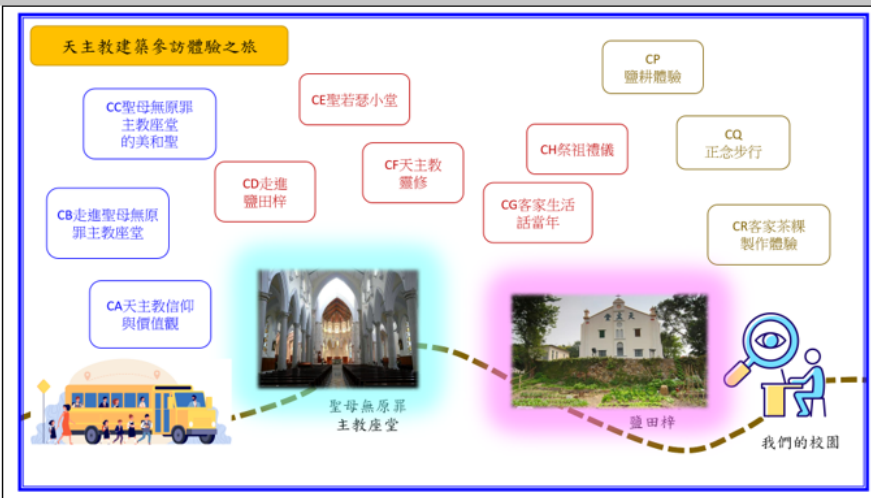 天主教建築參訪體驗之旅
CP
鹽耕體驗
CE聖若瑟小堂
CC聖母無原罪
主教座堂
的美和聖
CQ
正念步行
CH祭祖禮儀
CF天主教
靈修
CD走進
鹽田梓
CG客家生活
話當年
CB走進聖母無原
罪主教座堂
CR客家茶粿
製作體驗
CA天主教信仰
與價值觀
天主堂
聖母無原罪
主教座堂
鹽田梓
我們的校園